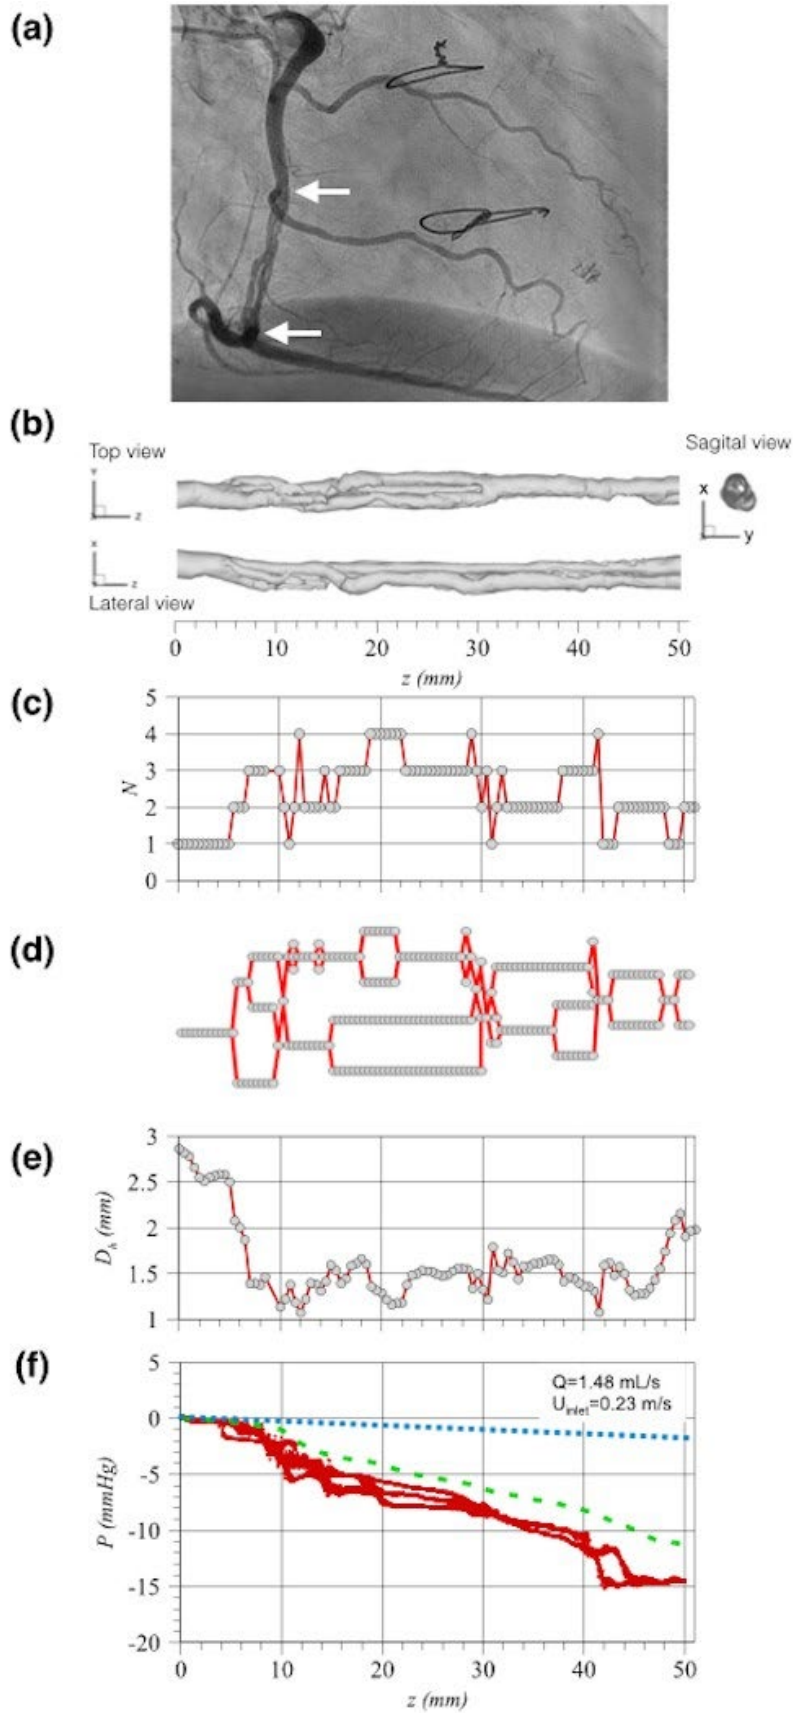 (a)
(b)
Top view
Sagital view
Y
z
x
y
X
z
Lateral view
0 10 20 30 40 50
z (mm)
(c)
5
4
3
2
1
0
N
(d)
(e)
3
2.5
2
1.5
1
Dh (mm)
(f)
5
0
-5
-10
-15
-20
P (mmHg)
Q=1.48 mL/s
Uinlet=0.23 m/s
0 10 20 30 40 50
z (mm)